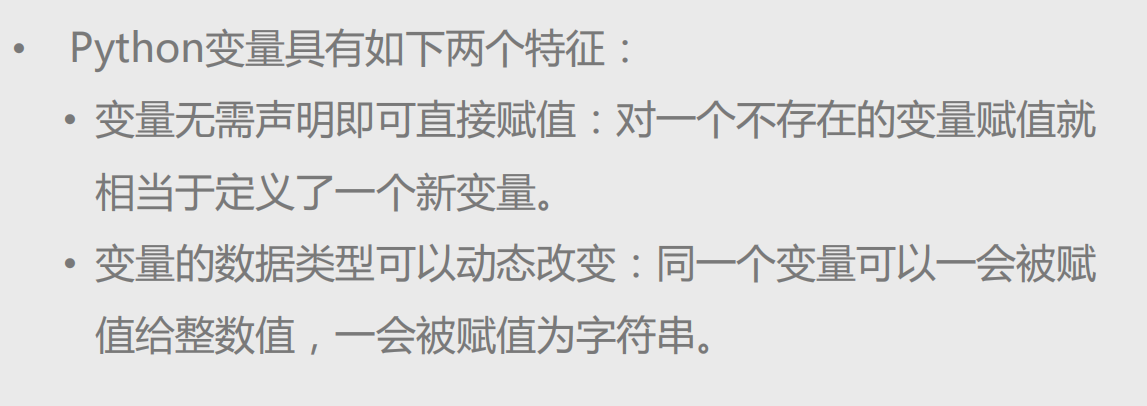 • Python变量具有如下两个特征：
• 变量无需声明即可直接赋值：对一个不存在的变量赋值就
相当于定义了一个新变量。
• 变量的数据类型可以动态改变：同一个变量可以一会被赋
值给整数值，一会被赋值为字符串。